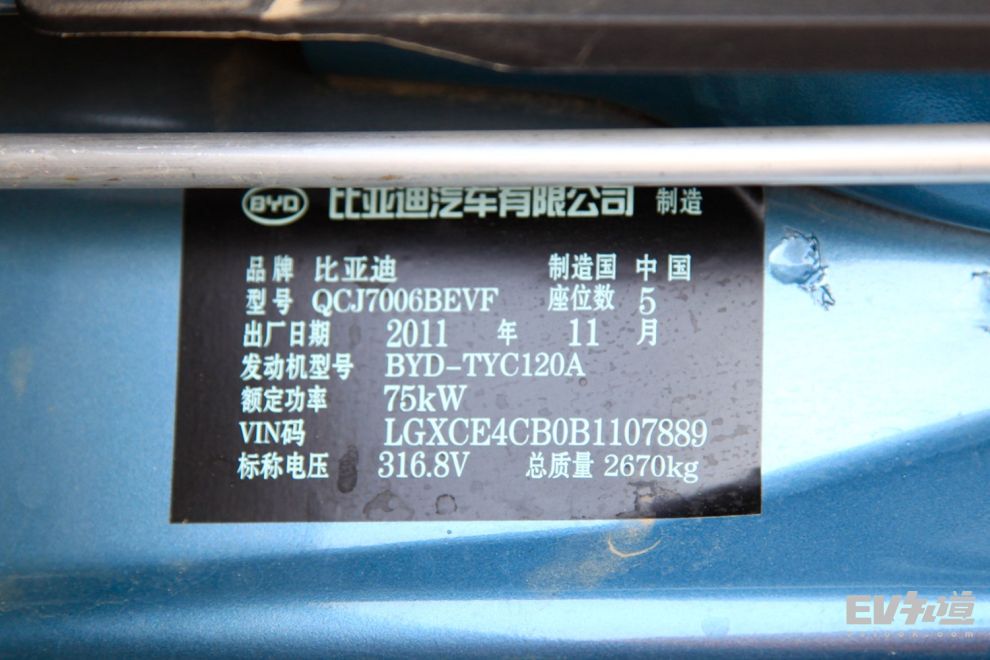 BYD 比亚迪汽车有限公司 制造
品牌 比亚迪 制造国 中国
型号 QCJ7006BEVF 座位数 5
出厂日期 2011 年 11 月
发动机型号 BYD-TYC120A
额定功率 75kW
VIN码 LGXCE4CB0B1107889
标称电压 316.8V 总质量 2670kg
EV知道